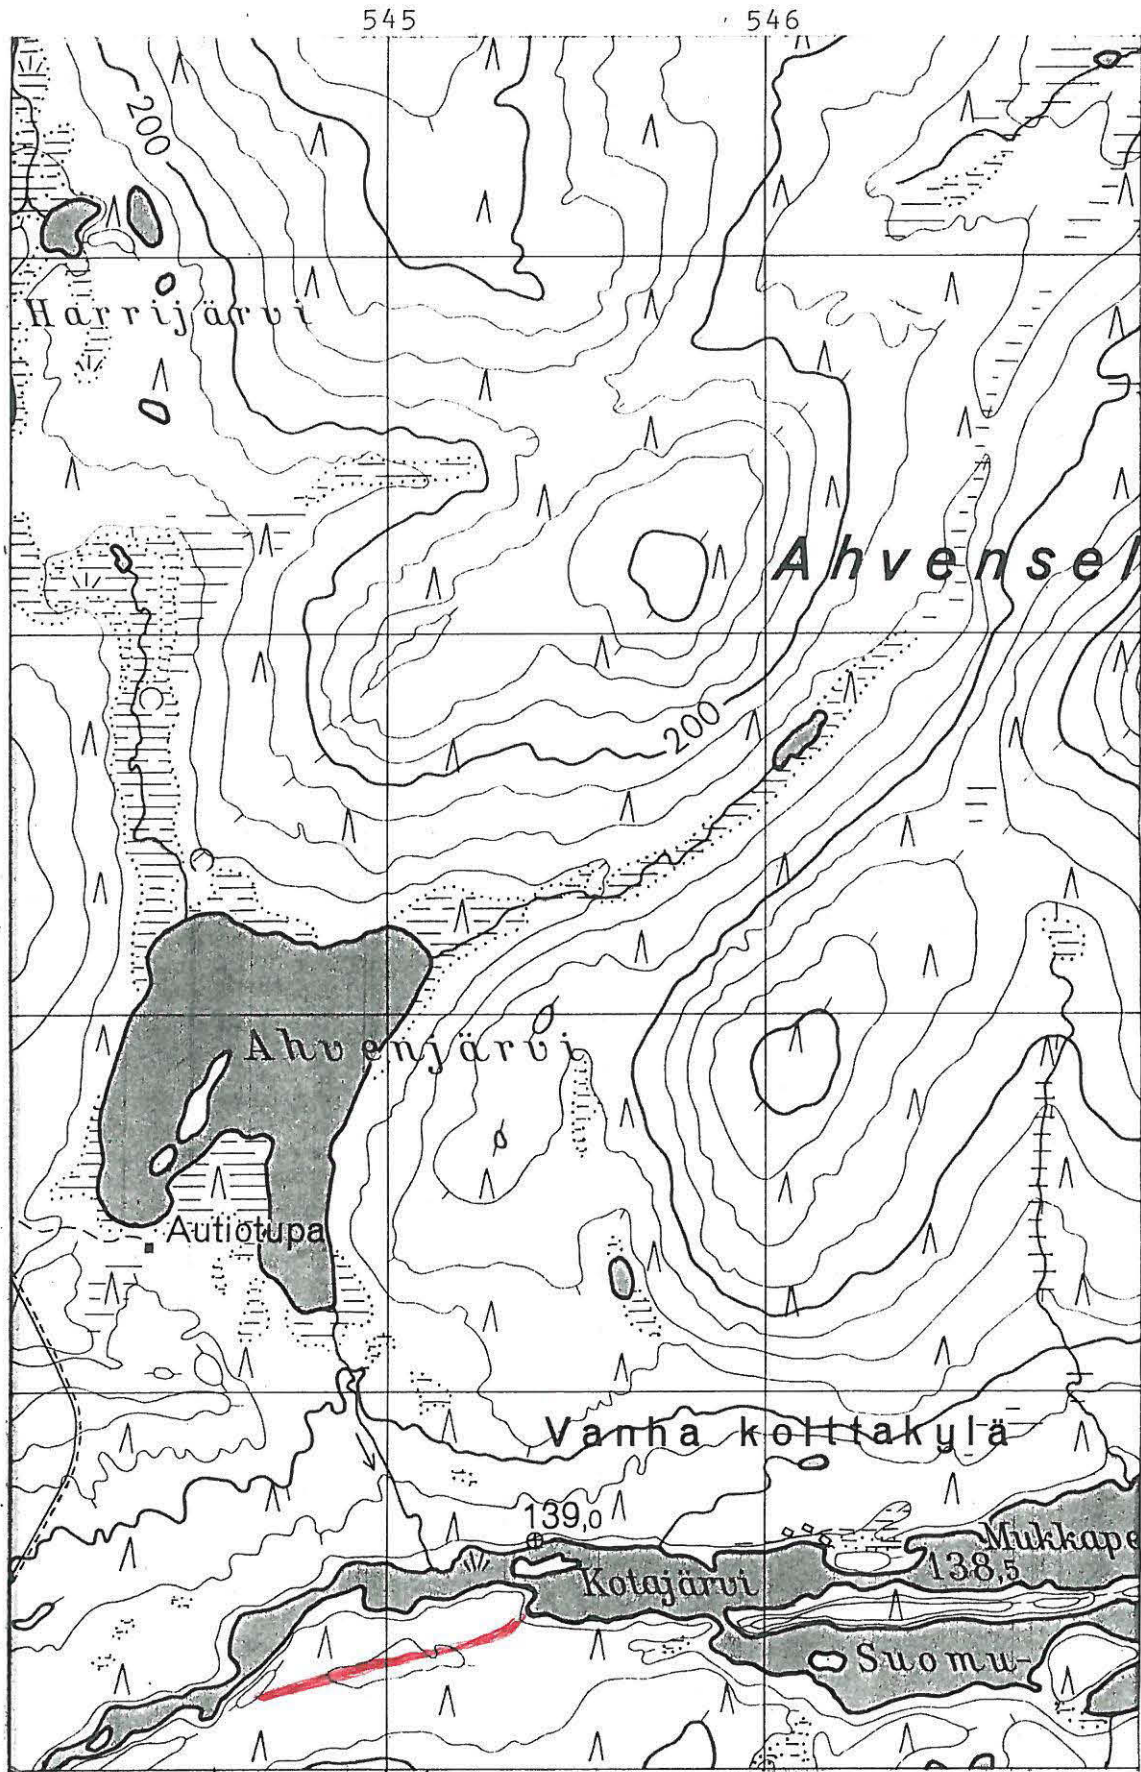 545 546
200
Harrijärvi
Ahvensel
200
Ahvenjärvi
Autiotupa
Vanha kolttakylä
139,0
Mukkape
138,5
Kotajärvi
Suomu-